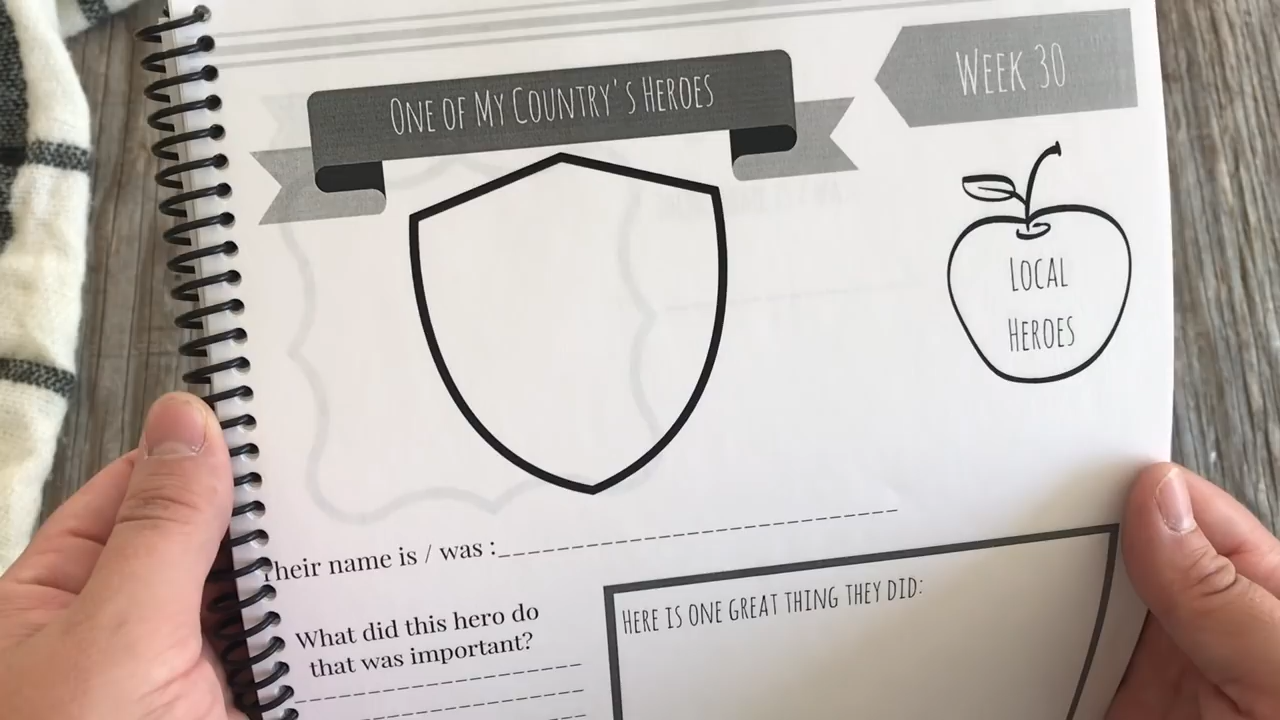 ONE OF MY COUNTRY'S HEROES
WEEK 30
LOCAL
HEROES
Their name is / was :
What did this hero do
that was important?
HERE IS ONE GREAT THING THEY DID: